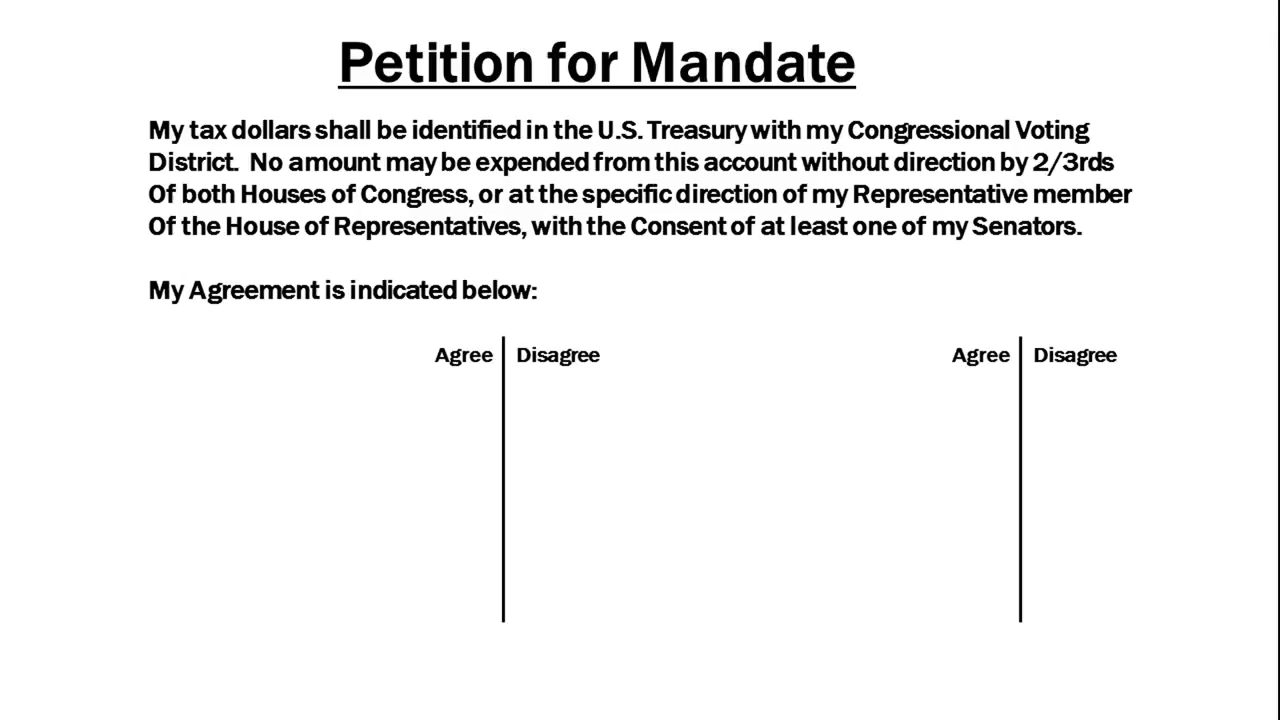 Petition for Mandate
My tax dollars shall be identified in the U.S. Treasury with my Congressional Voting
District.  No amount may be expended from this account without direction by 2/3rds
Of both Houses of Congress, or at the specific direction of my Representative member
Of the House of Representatives, with the Consent of at least one of my Senators.
My Agreement is indicated below:
Agree Disagree Agree Disagree